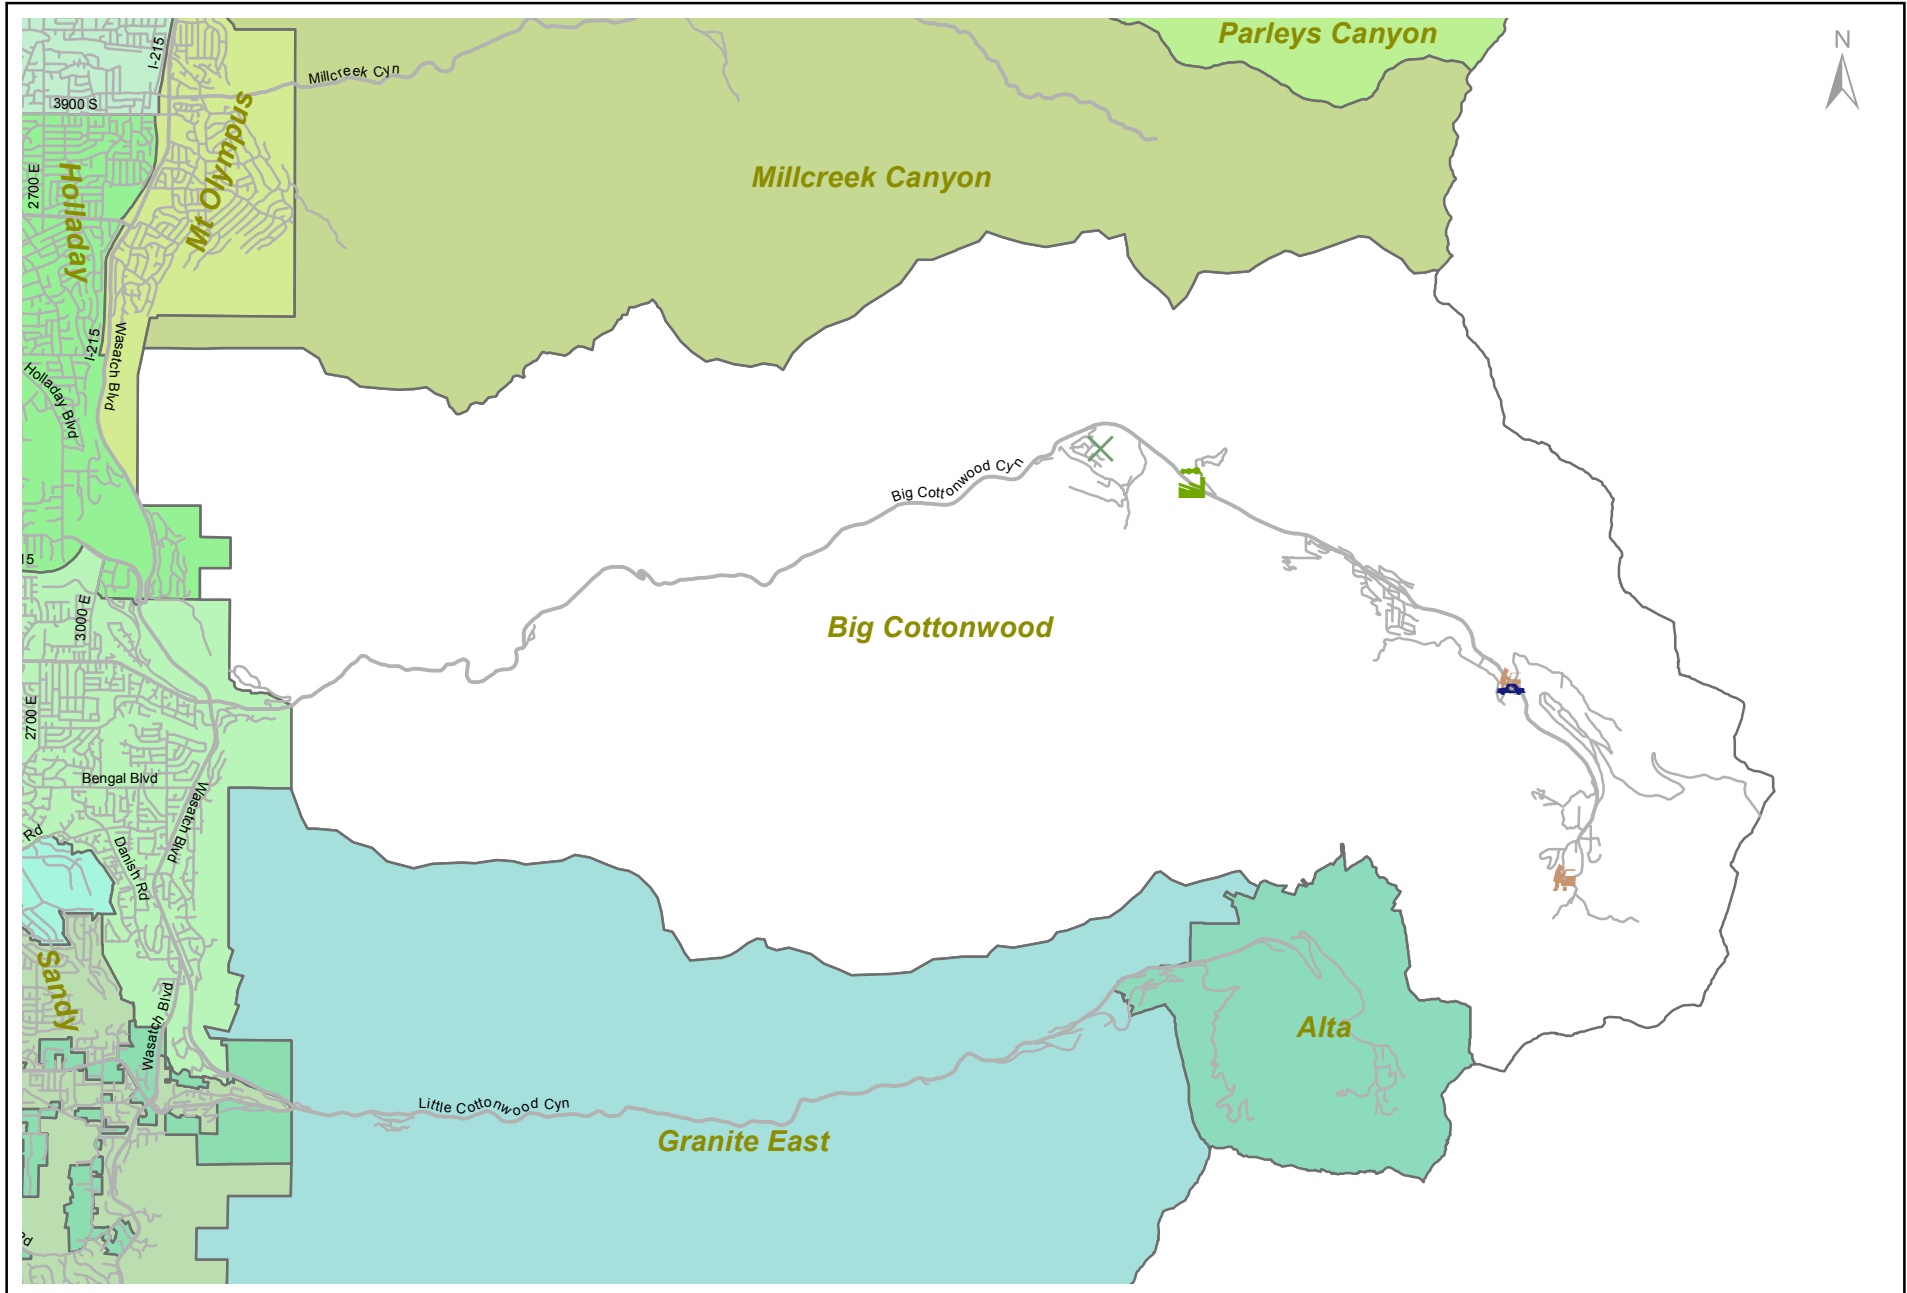 Parleys Canyon
N
I-215
Millcreek Cyn
3900 S
Mt Olympus
Holladay
2700 E
Millcreek Canyon
I-215
Wasatch Blvd
Holladay Blvd
Big Cottonwood Cyn
15
3000 E
Big Cottonwood
2700 E
Bengal Blvd
Wasatch Blvd
Rd
Danish Rd
Sandy
Wasatch Blvd
Alta
Little Cottonwood Cyn
Granite East
Rd